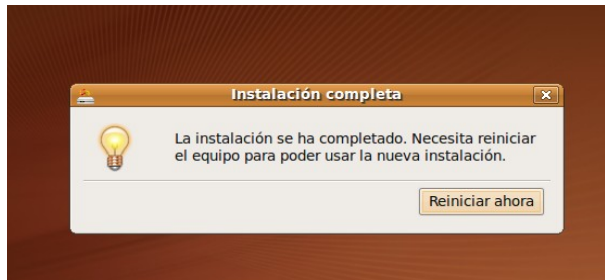 Instalación completa
La instalación se ha completado. Necesita reiniciar
el equipo para poder usar la nueva instalación.
Reiniciar ahora